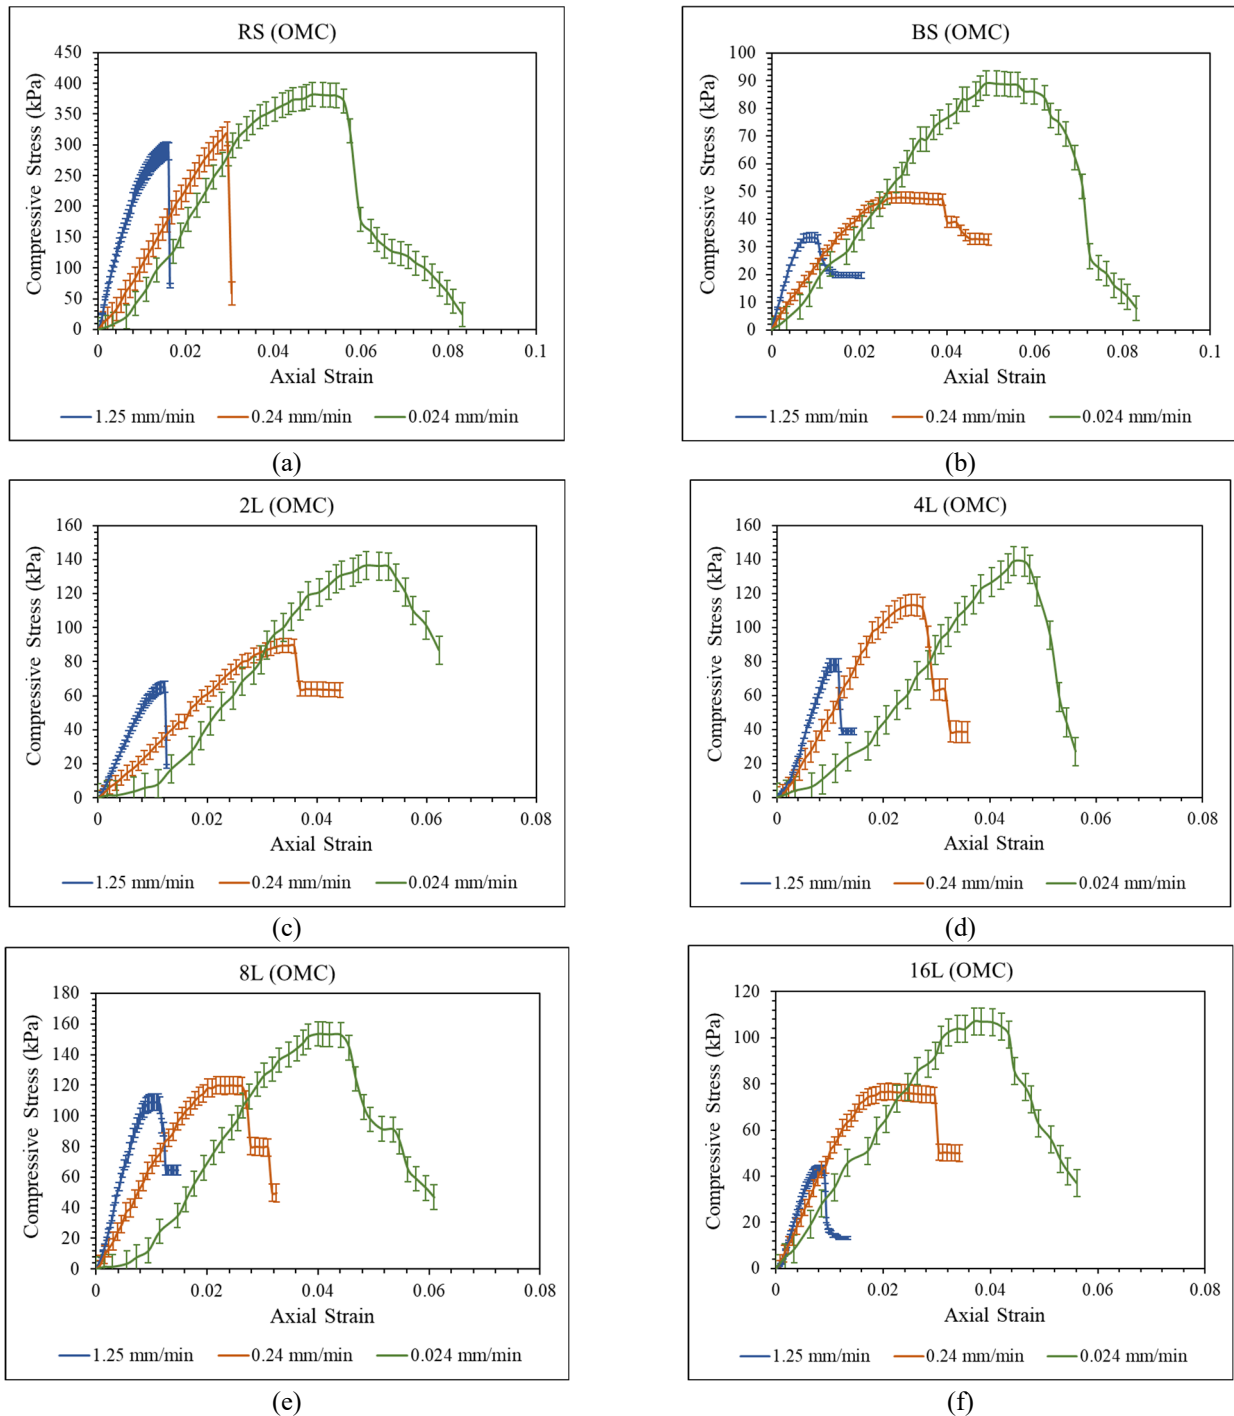 RS (OMC)
Compressive Stress (kPa)
450
400
350
300
250
200
150
100
50
0
0 0.02 0.04 0.06 0.08 0.1
Axial Strain
1.25 mm/min 0.24 mm/min 0.024 mm/min
(a)
BS (OMC)
Compressive Stress (kPa)
100
90
80
70
60
50
40
30
20
10
0
0 0.02 0.04 0.06 0.08 0.1
Axial Strain
1.25 mm/min 0.24 mm/min 0.024 mm/min
(b)
2L (OMC)
Compressive Stress (kPa)
160
140
120
100
80
60
40
20
0
0 0.02 0.04 0.06 0.08
Axial Strain
1.25 mm/min 0.24 mm/min 0.024 mm/min
(c)
4L (OMC)
Compressive Stress (kPa)
160
140
120
100
80
60
40
20
0
0 0.02 0.04 0.06 0.08
Axial Strain
1.25 mm/min 0.24 mm/min 0.024 mm/min
(d)
8L (OMC)
Compressive Stress (kPa)
180
160
140
120
100
80
60
40
20
0
0 0.02 0.04 0.06 0.08
Axial Strain
1.25 mm/min 0.24 mm/min 0.024 mm/min
(e)
16L (OMC)
Compressive Stress (kPa)
120
100
80
60
40
20
0
0 0.02 0.04 0.06 0.08
Axial Strain
1.25 mm/min 0.24 mm/min 0.024 mm/min
(f)